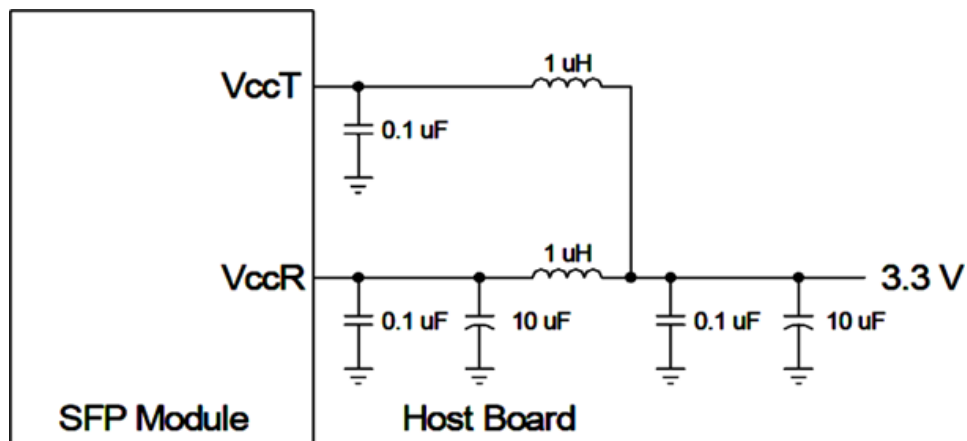 1 uH
VccT
0.1 uF
1 uH
VccR
3.3 V
0.1 uF
10 uF
0.1 uF
10 uF
SFP Module
Host Board